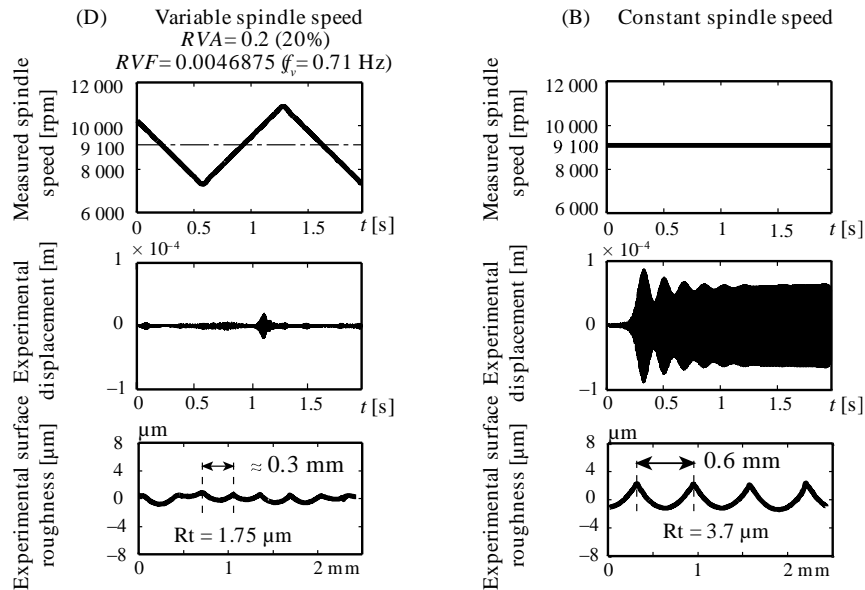 (D) Variable spindle speed
RVA= 0.2 (20%)
RVF= 0.0046875 (fv= 0.71 Hz)
Measured spindle
speed [rpm]
12 000
10 000
9 100
8 000
6 000
0 0.5 1 1.5 t [s]
× 10⁻⁴
Experimental
displacement [m]
1
0
−1
0 0.5 1 1.5 t [s]
Experimental surface
roughness [μm]
μm
8
4
0
−4
−8
≈ 0.3 mm
Rt = 1.75 μm
0 1 2 mm
(B) Constant spindle speed
Measured spindle
speed [rpm]
12 000
10 000
9 100
8 000
6 000
0 0.5 1 1.5 t [s]
× 10⁻⁴
Experimental
displacement [m]
1
0
−1
0 0.5 1 1.5 t [s]
Experimental surface
roughness [μm]
μm
8
4
0
−4
−8
0.6 mm
Rt = 3.7 μm
0 1 2 mm